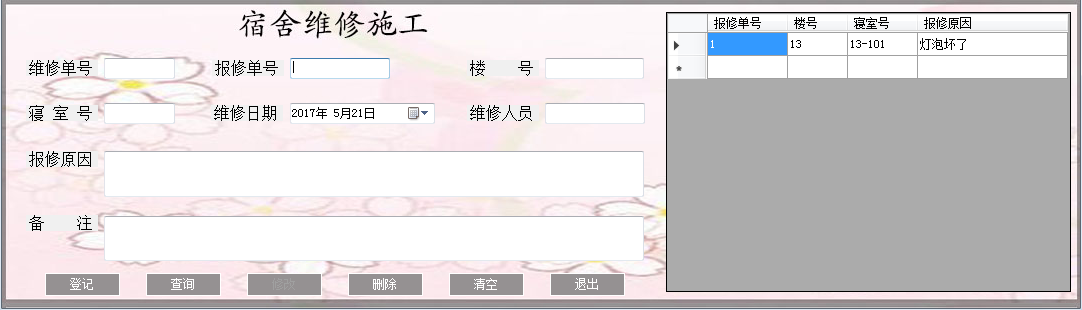 宿舍维修施工
维修单号 报修单号 楼 号
寝 室 号 维修日期 2017年 5月21日 维修人员
报修原因
备 注
登记 查询 修改 删除 清空 退出
报修单号 楼号 寝室号 报修原因
1 13 13-101 灯泡坏了